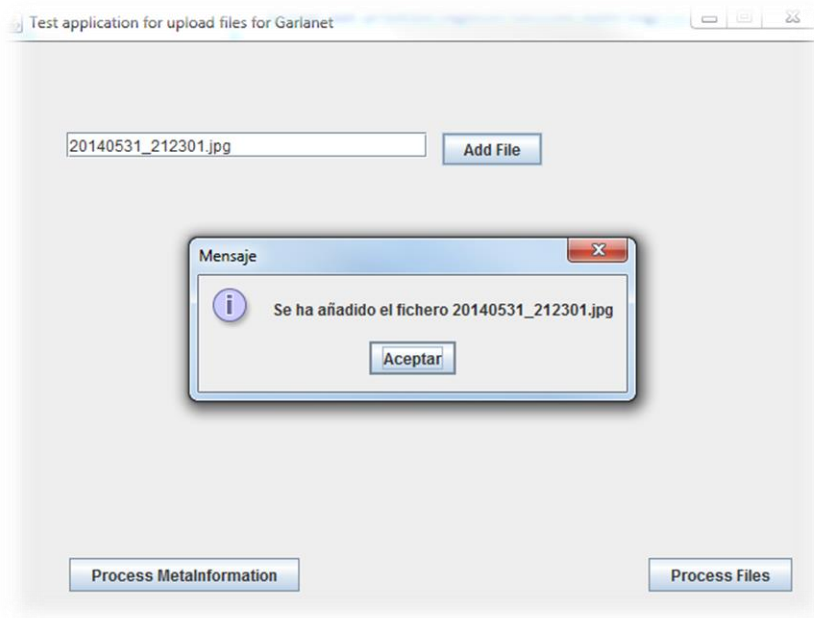 Test application for upload files for Garlanet
20140531_212301.jpg
Add File
Mensaje
Se ha añadido el fichero 20140531_212301.jpg
Aceptar
Process MetaInformation
Process Files